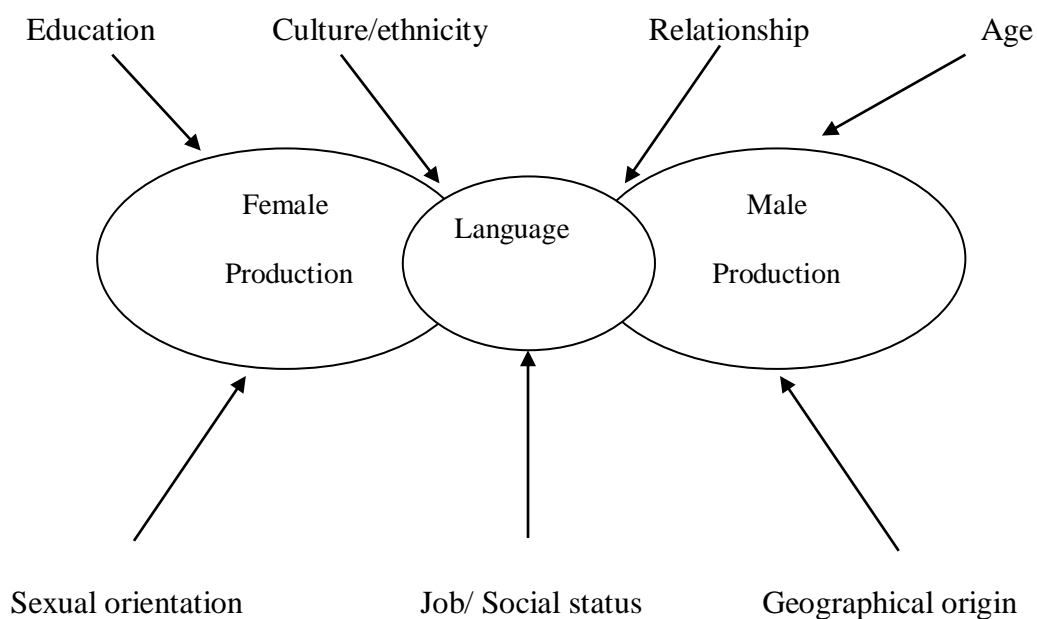 Education Culture/ethnicity Relationship Age
Female
Production
Language
Male
Production
Sexual orientation Job/ Social status Geographical origin